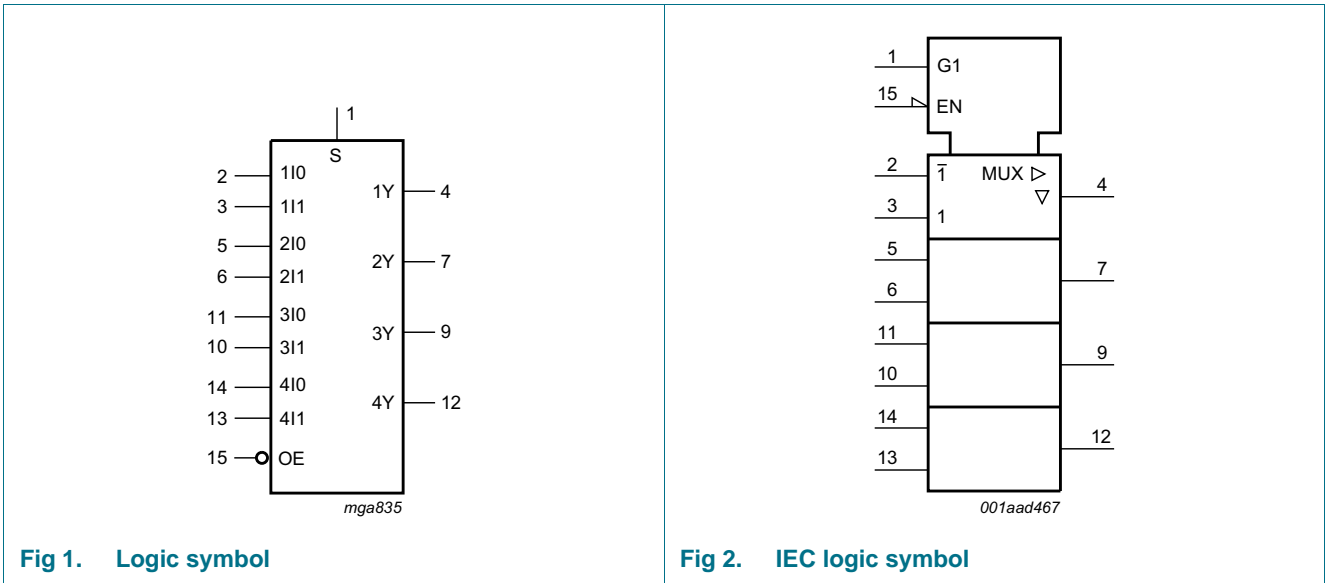 1
S
2 1I0
1Y 4
3 1I1
5 2I0
2Y 7
6 2I1
11 3I0
3Y 9
10 3I1
14 4I0
4Y 12
13 4I1
15 OE
mga835
Fig 1. Logic symbol
1 G1
15 EN
2 1̅ MUX
4
3 1
5
7
6
11
9
10
14
12
13
001aad467
Fig 2. IEC logic symbol